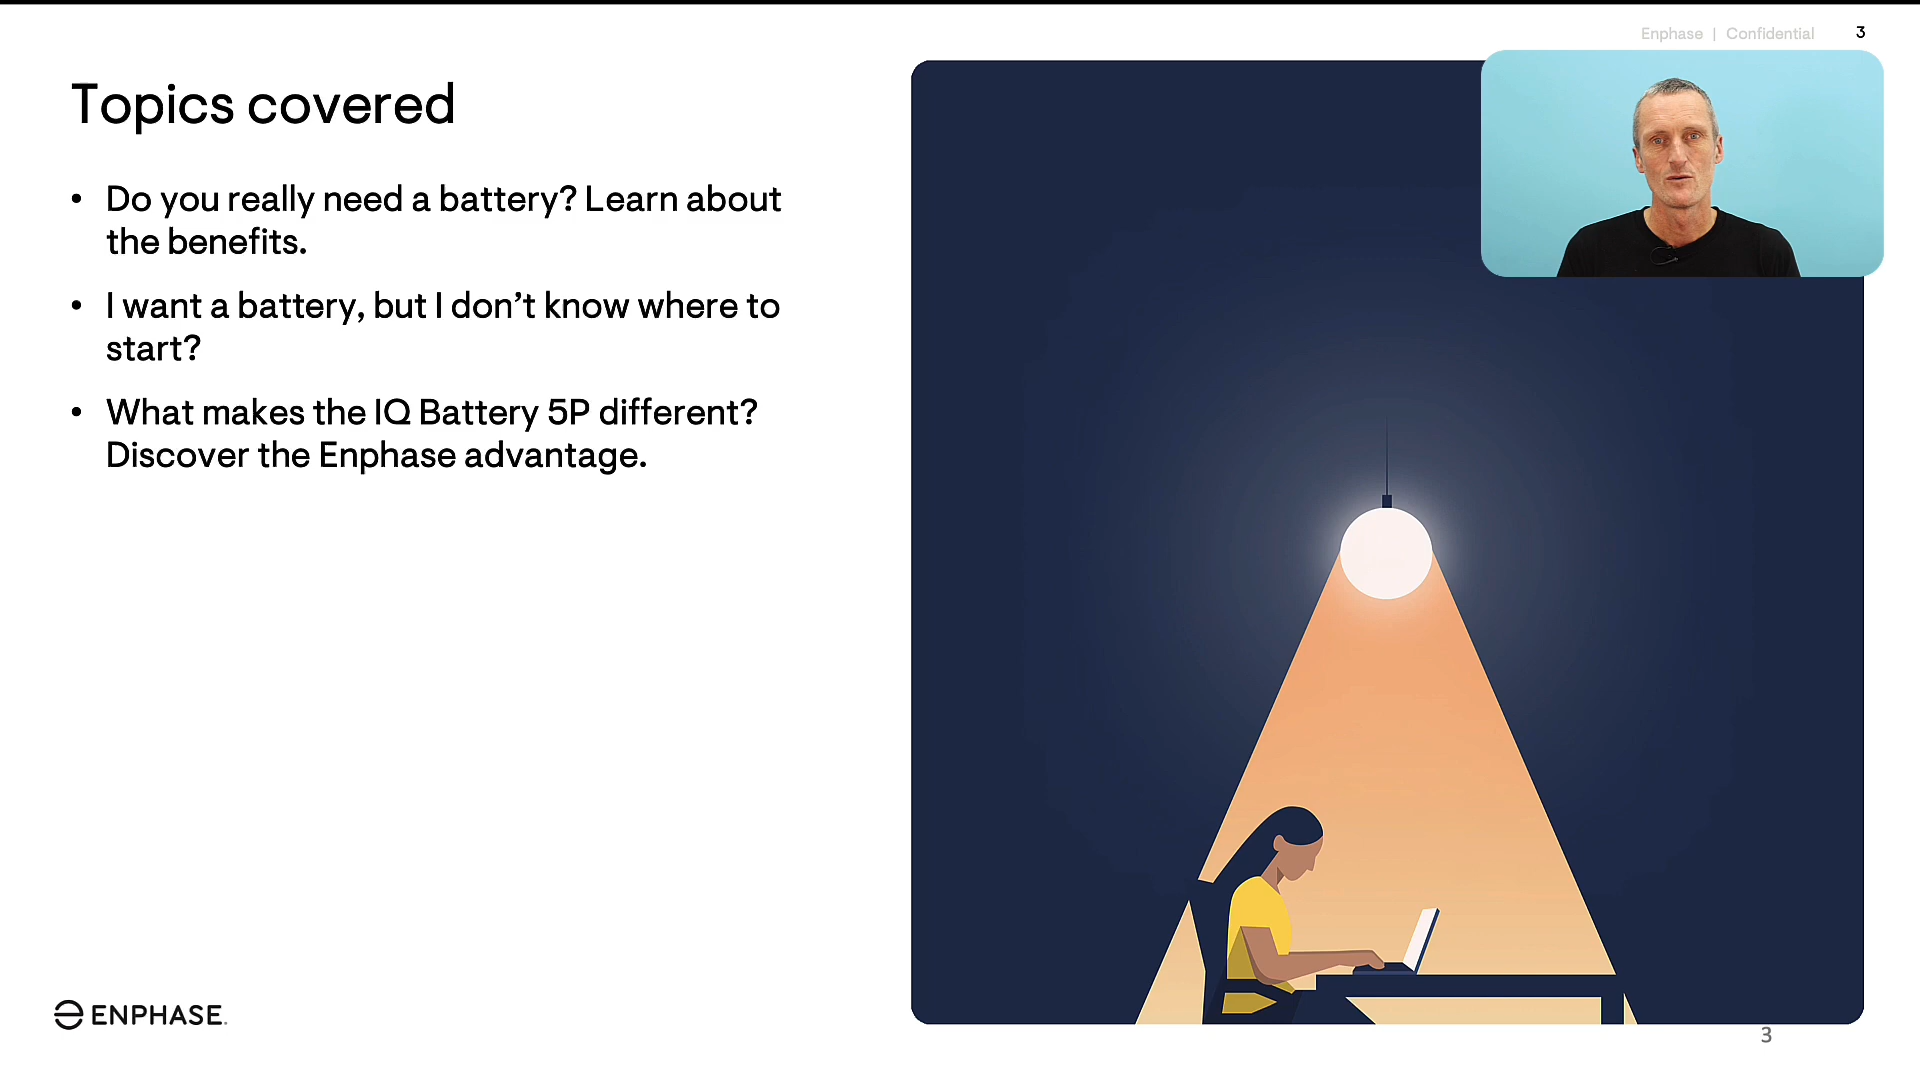 Enphase | Confidential 3
Topics covered
• Do you really need a battery? Learn about
the benefits.
• I want a battery, but I don’t know where to
start?
• What makes the IQ Battery 5P different?
Discover the Enphase advantage.
ENPHASE.
3